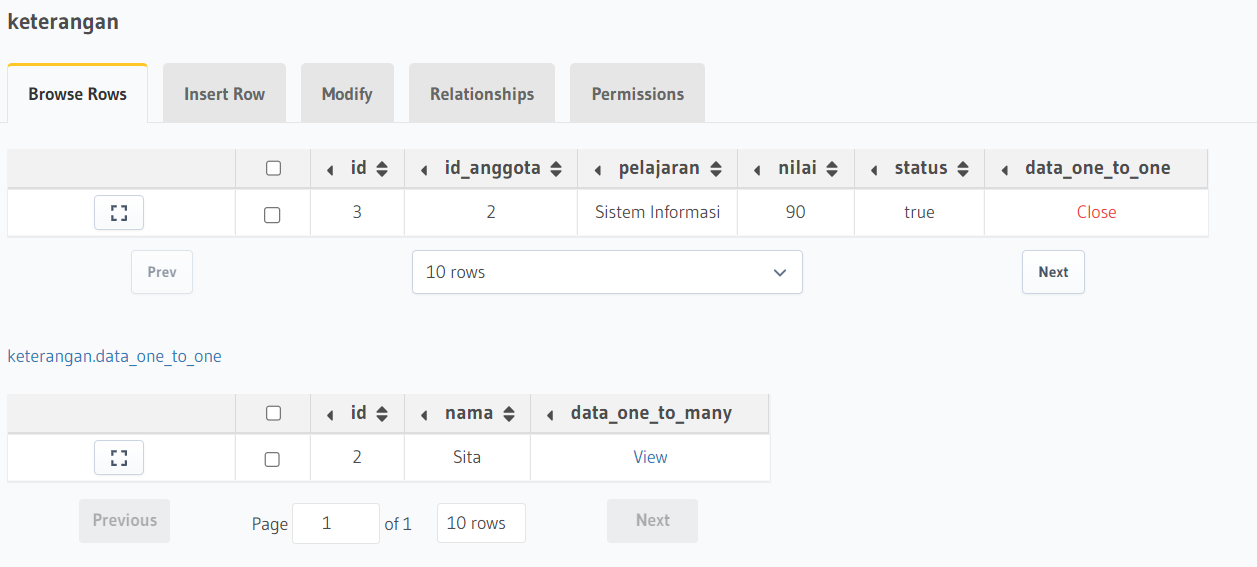 keterangan
Browse Rows Insert Row Modify Relationships Permissions
id id_anggota pelajaran nilai status data_one_to_one
3 2 Sistem Informasi 90 true Close
Prev 10 rows Next
keterangan.data_one_to_one
id nama data_one_to_many
2 Sita View
Previous Page 1 of 1 10 rows Next